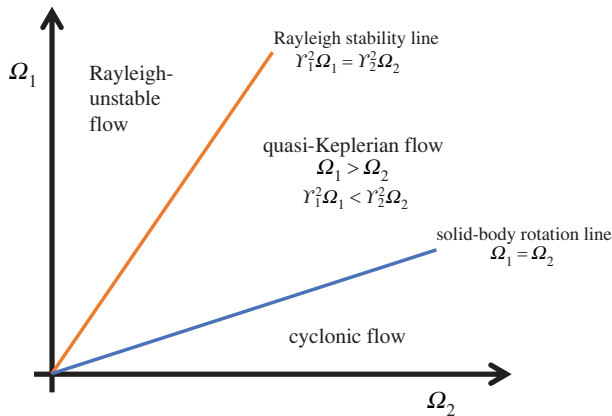 Rayleigh stability line
ϒ₁²Ω₁ = ϒ₂²Ω₂
Ω₁
Rayleigh-
unstable
flow
quasi-Keplerian flow
Ω₁ > Ω₂
ϒ₁²Ω₁ < ϒ₂²Ω₂
solid-body rotation line
Ω₁ = Ω₂
cyclonic flow
Ω₂